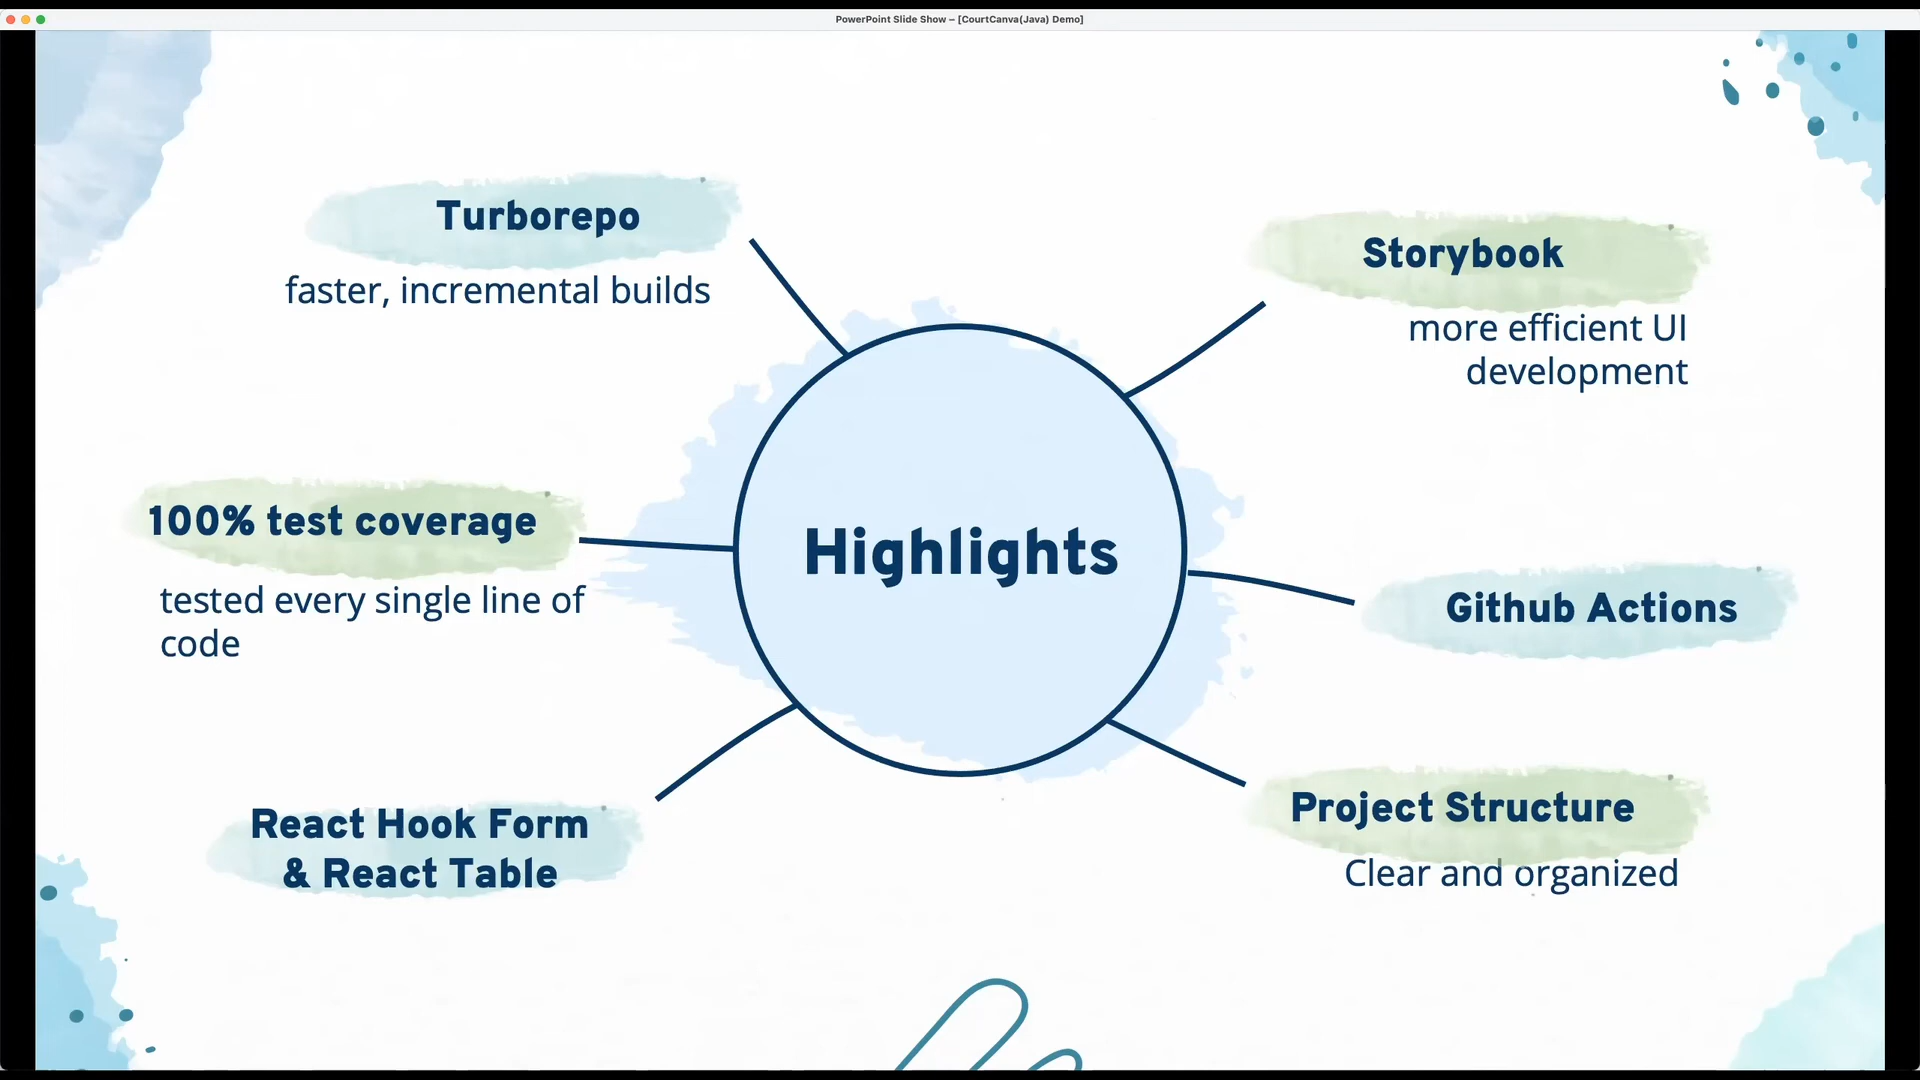 PowerPoint Slide Show – [CourtCanva(Java) Demo]
Turborepo
faster, incremental builds
Storybook
more efficient UI
development
100% test coverage
tested every single line of
code
Highlights
Github Actions
React Hook Form
& React Table
Project Structure
Clear and organized